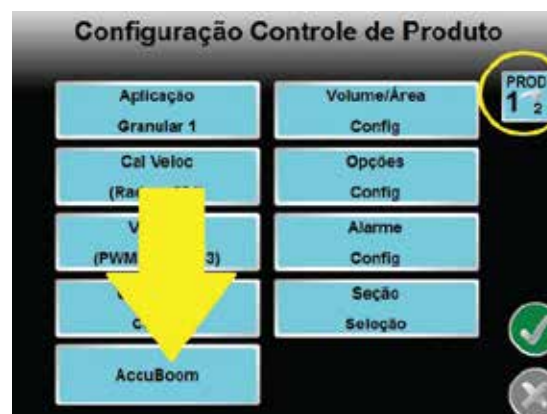 Configuração Controle de Produto
PROD
1 2
Aplicação
Granular 1
Volume/Área
Config
Cal Veloc
Opções
Config
Alarme
(PWM 3)
Config
Seção
Seleção
AccuBoom